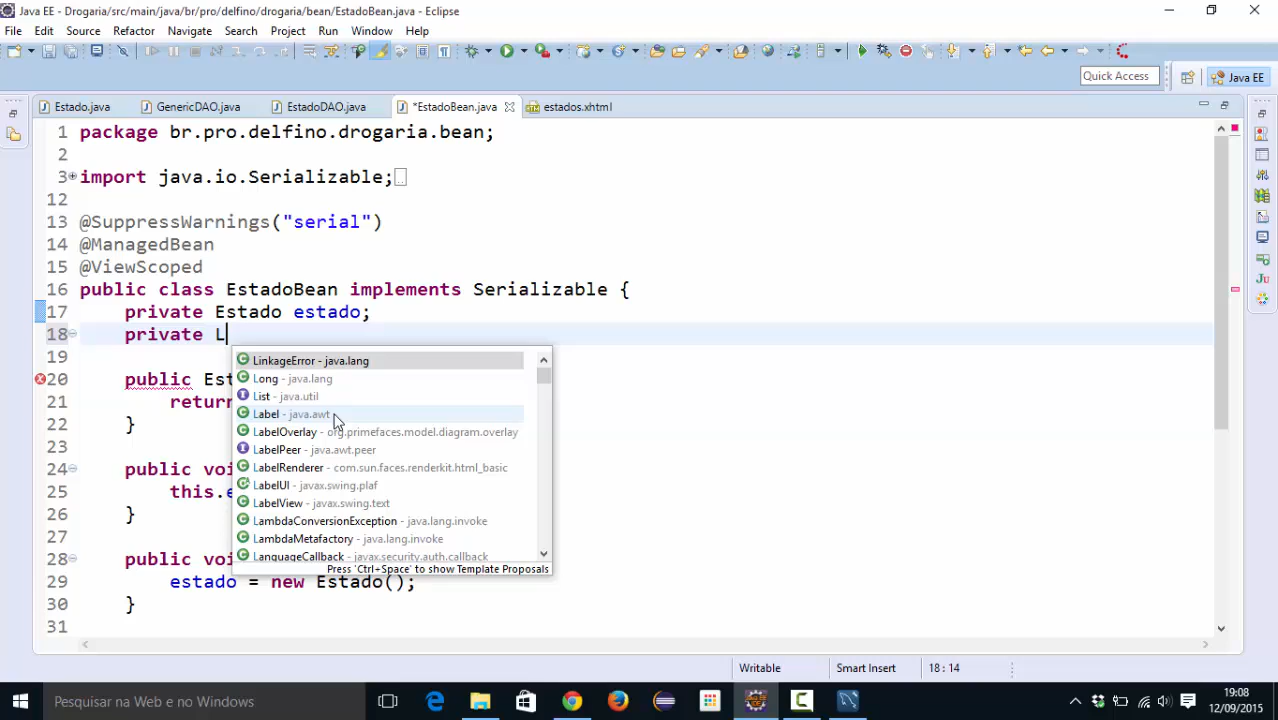 Java EE - Drogaria/src/main/java/br/pro/delfino/drogaria/bean/EstadoBean.java - Eclipse
File Edit Source Refactor Navigate Search Project Run Window Help
Quick Access
Java EE
Estado.java
GenericDAO.java
EstadoDAO.java
*EstadoBean.java
estados.xhtml
1 package br.pro.delfino.drogaria.bean;
2
3 import java.io.Serializable;
12
13 @SuppressWarnings("serial")
14 @ManagedBean
15 @ViewScoped
16 public class EstadoBean implements Serializable {
17 private Estado estado;
18 private L
19
20 public Est
21 return
22 }
23
24 public voi
25 this.e
26 }
27
28 public voi
29 estado = new Estado();
30 }
31
LinkageError - java.lang
Long - java.lang
List - java.util
Label - java.awt
LabelOverlay - org.primefaces.model.diagram.overlay
LabelPeer - java.awt.peer
LabelRenderer - com.sun.faces.renderkit.html_basic
LabelUI - javax.swing.plaf
LabelView - javax.swing.text
LambdaConversionException - java.lang.invoke
LambdaMetafactory - java.lang.invoke
LanguageCallback - javax.security.auth.callback
Press 'Ctrl+Space' to show Template Proposals
Writable
Smart Insert
18 : 14
Pesquisar na Web e no Windows
19:08
12/09/2015